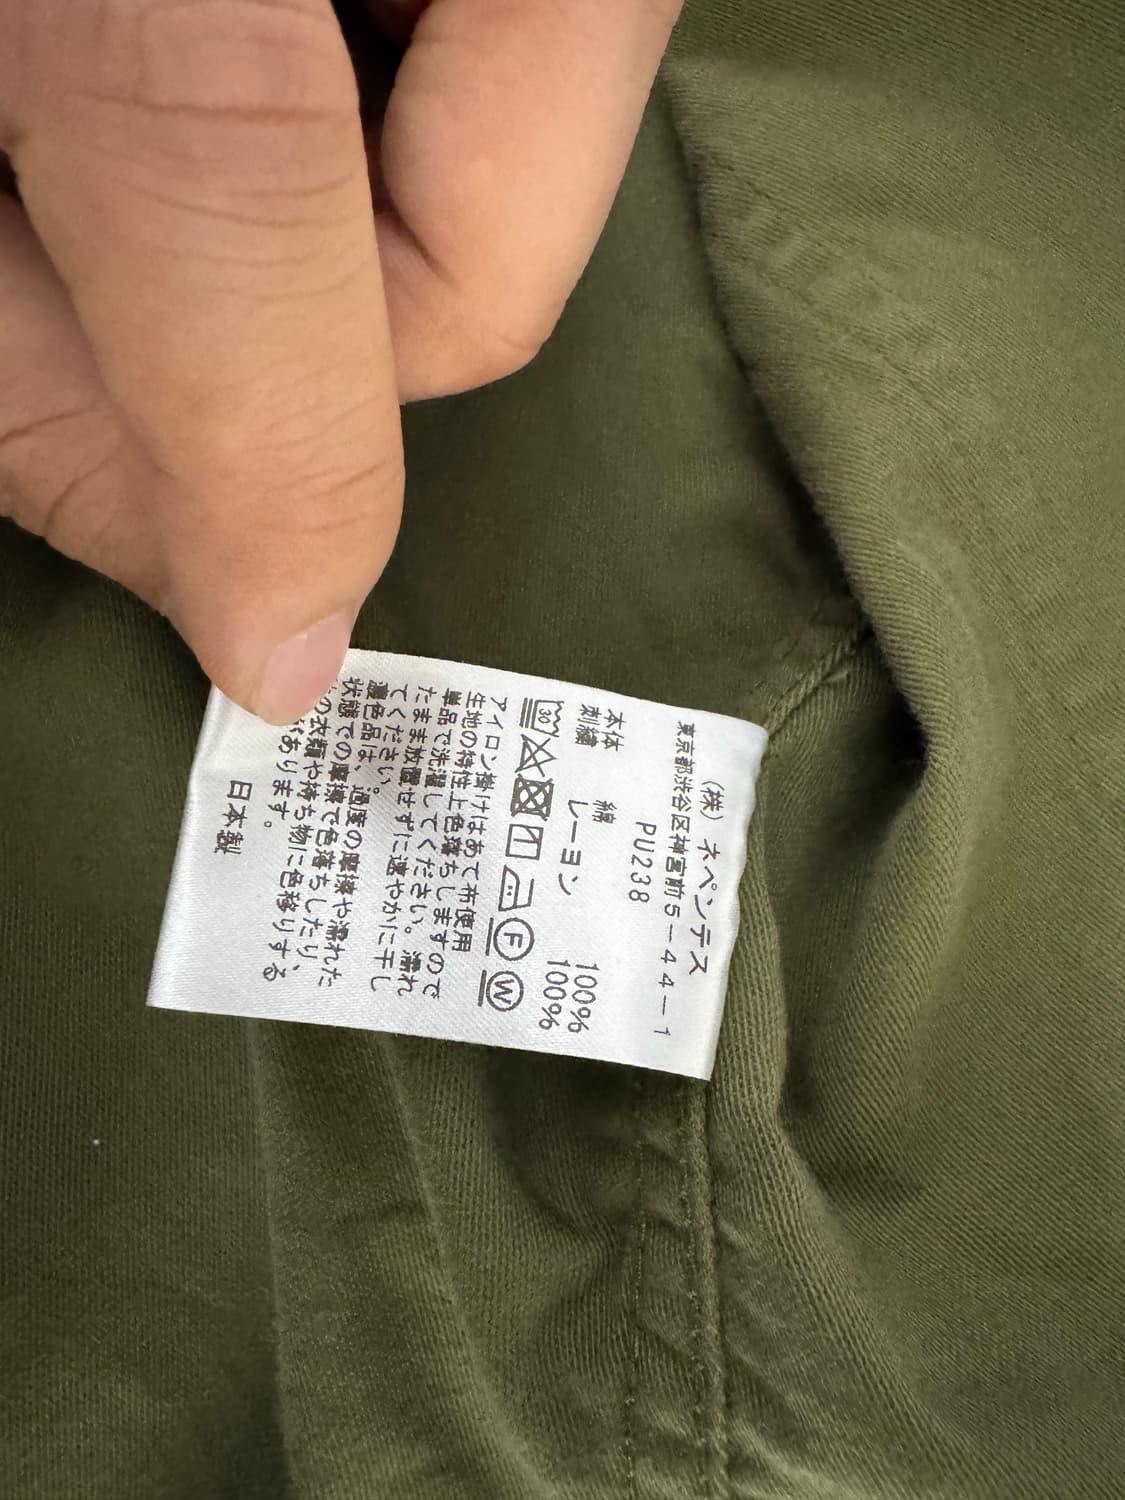 (株)ネペンテス
東京都渋谷区神宮前5-44-1
PU238
本体 綿 100%
刺繍 レーヨン 100%
30 F W
アイロン掛けはあて布使用
生地の特性上色落ちしますので
単品で洗濯してください。濡れ
たまま放置せずに速やかに干し
てください。
濃色品は、過度の摩擦や濡れた
状態での摩擦で色落ちしたり、
の衣類や持ち物に色移りする
があります。
日本製